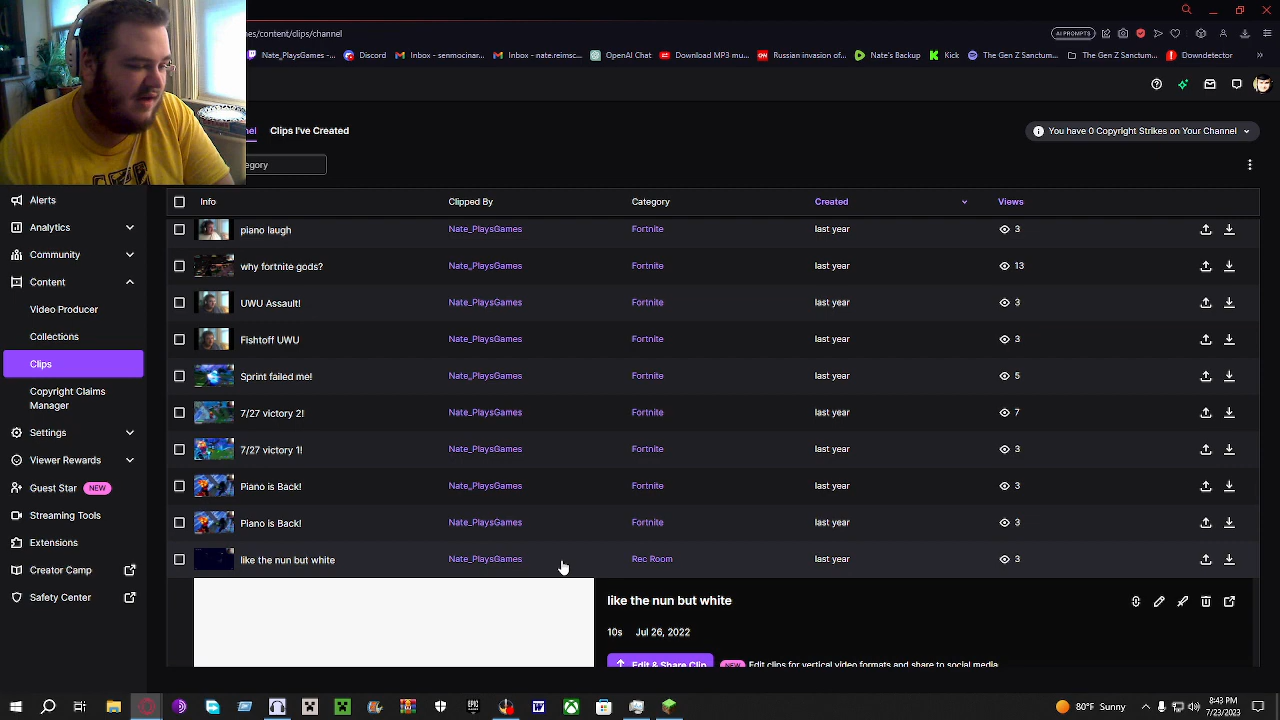 es/content/clips/channel
AI PROMPTS
Nate_PlaysGames -... Discord Inbox - senmocinar... Inbox - nate.reimsc... OpenAI Chat Download MP3 mu... Russian invasion of... Nate's Backup Kick The Gen Z Sanctum... The Gen Z Sanctum... Downdetector
el Clips I've Created
You have 0 Copyright Strikes on Your Channel
egory
Alerts
Analytics
Community
Content
Video Producer
Collections
Clips
Copyright Claims
Manager
Settings
Viewer Rewards
Guest Star NEW
Streaming Tools
Extensions
Creator Camp
Safety Center
Info Clipped By Category Created Views
piano laugh Nate_PlaysGames Fortnite last year 3
why fortnite gods? Nate_PlaysGames Fortnite last year 13
UWU Assault! Nate_PlaysGames Fortnite last year 3
Fishtoff UWU Nate_PlaysGames Fortnite last year 3
Sprint failed me! Nate_PlaysGames Fortnite last year 5
7/27 victory 2! Nate_PlaysGames Fortnite last year 7
7/27 victory 1! Nate_PlaysGames Fortnite last year 3
Piano is Back! Nate_PlaysGames Fortnite last year 3
Piano is Back! Nate_PlaysGames Fortnite last year 3
like the nun but white Nate_PlaysGames Rec Room last year 3
like the nun but white
10s Jul 26, 2022
Edit & Share Clip NEW Edit clips for vertical video formats and share to social media
80°F Sunny
8:43 PM
7/23/2023